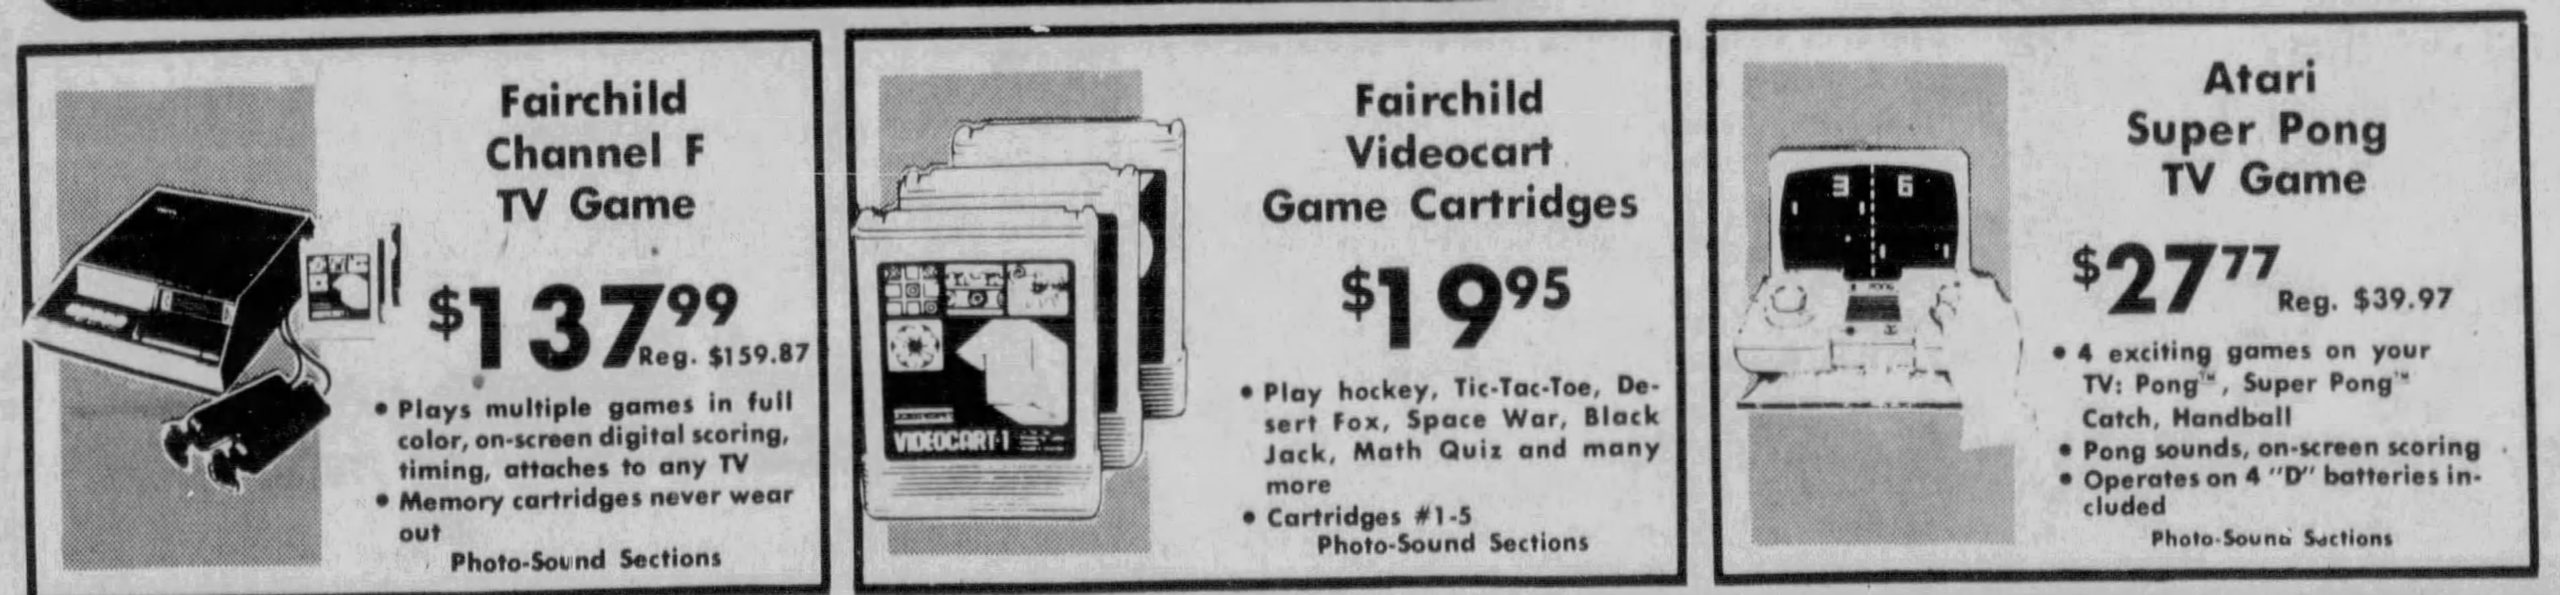 Fairchild
Channel F
TV Game
$137 99
Reg. $159.87
• Plays multiple games in full
color, on-screen digital scoring,
timing, attaches to any TV
• Memory cartridges never wear
out
Photo-Sound Sections
VIDEOCART-1
Fairchild
Videocart
Game Cartridges
$19 95
• Play hockey, Tic-Tac-Toe, De-
sert Fox, Space War, Black
Jack, Math Quiz and many
more
• Cartridges #1-5
Photo-Sound Sections
3 6
PONG
Atari
Super Pong
TV Game
$27 77
Reg. $39.97
• 4 exciting games on your
TV: Pong™, Super Pong™
Catch, Handball
• Pong sounds, on-screen scoring
• Operates on 4 "D" batteries in-
cluded
Photo-Sound Sections